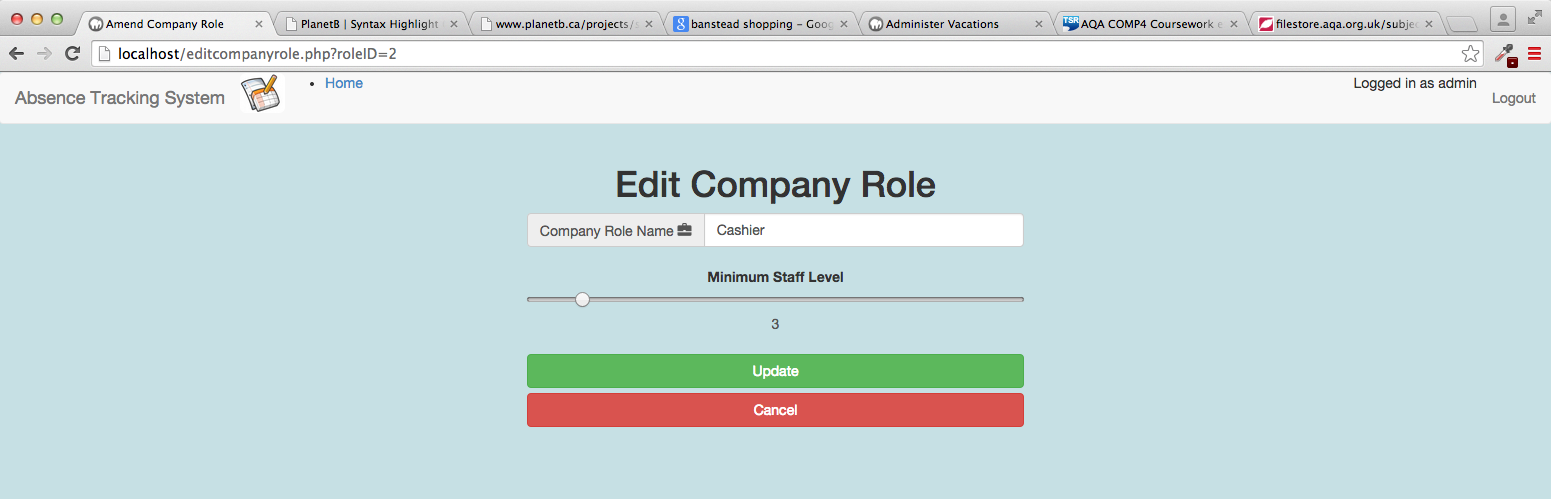 Amend Company Role
PlanetB | Syntax Highlight
www.planetb.ca/projects/
banstead shopping – Goo
Administer Vacations
TSR AQA COMP4 Coursework e
filestore.aqa.org.uk/subje
localhost/editcompanyrole.php?roleID=2
Absence Tracking System
• Home
Logged in as admin
Logout
Edit Company Role
Company Role Name Cashier
Minimum Staff Level
3
Update
Cancel